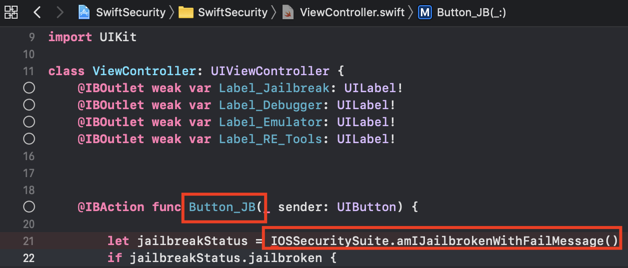 SwiftSecurity > SwiftSecurity > ViewController.swift > M Button_JB(_:)
9 import UIKit
10
11 class ViewController: UIViewController {
@IBOutlet weak var Label_Jailbreak: UILabel!
@IBOutlet weak var Label_Debugger: UILabel!
@IBOutlet weak var Label_Emulator: UILabel!
@IBOutlet weak var Label_RE_Tools: UILabel!
16
17
18
@IBAction func Button_JB(_ sender: UIButton) {
20
21 let jailbreakStatus = IOSSecuritySuite.amIJailbrokenWithFailMessage()
22 if jailbreakStatus.jailbroken {